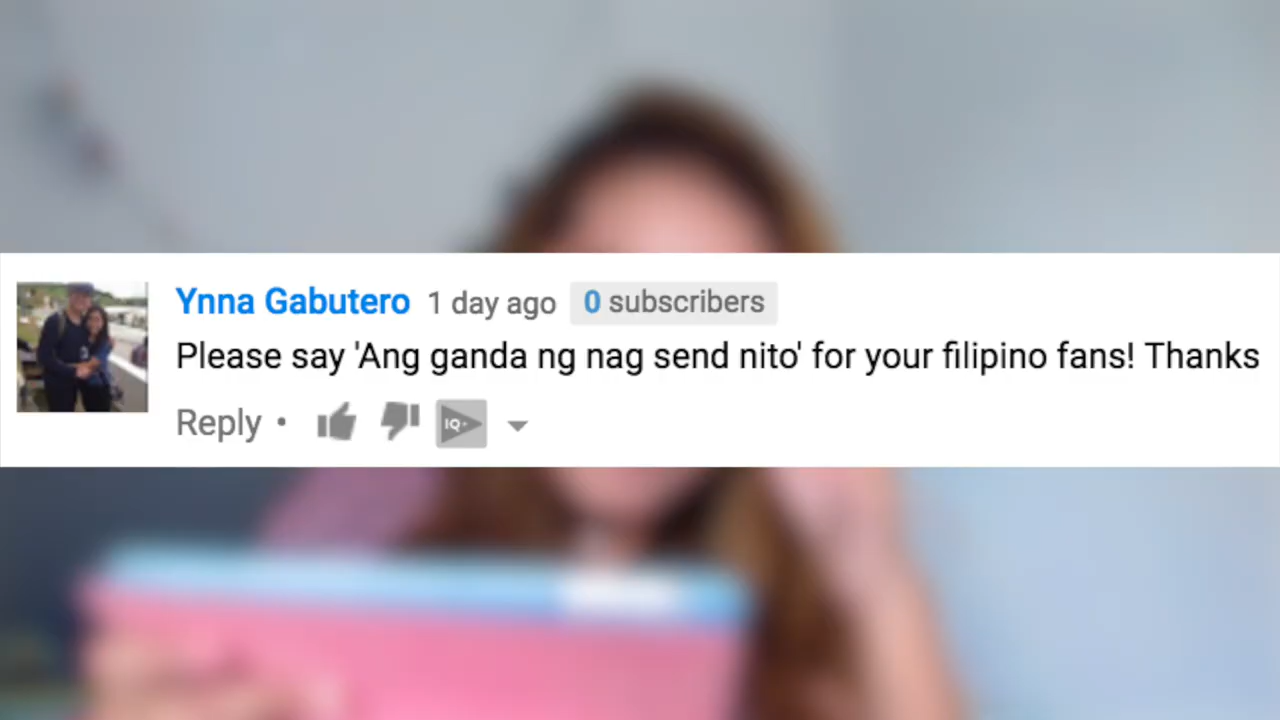 Ynna Gabutero 1 day ago 0 subscribers
Please say 'Ang ganda ng nag send nito' for your filipino fans! Thanks
Reply •
IQ+